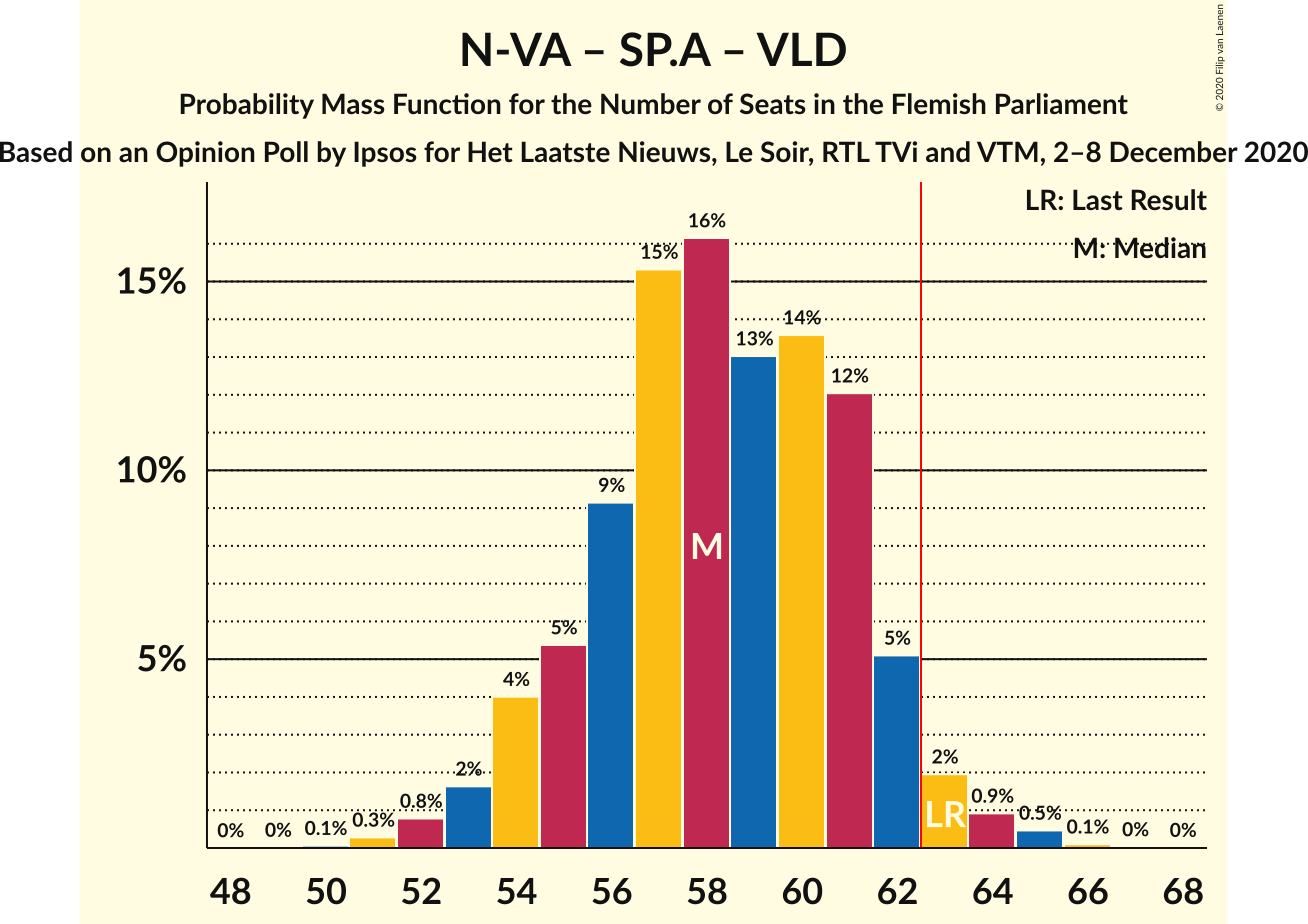 N-VA – SP.A – VLD
Probability Mass Function for the Number of Seats in the Flemish Parliament
Based on an Opinion Poll by Ipsos for Het Laatste Nieuws, Le Soir, RTL TVi and VTM, 2–8 December 2020
© 2020 Filip van Laenen
LR: Last Result
M: Median
15%
10%
5%
0%
0%
0.1%
0.3%
0.8%
2%
4%
5%
9%
15%
16%
13%
14%
12%
5%
2%
0.9%
0.5%
0.1%
0%
0%
M
LR
48 50 52 54 56 58 60 62 64 66 68